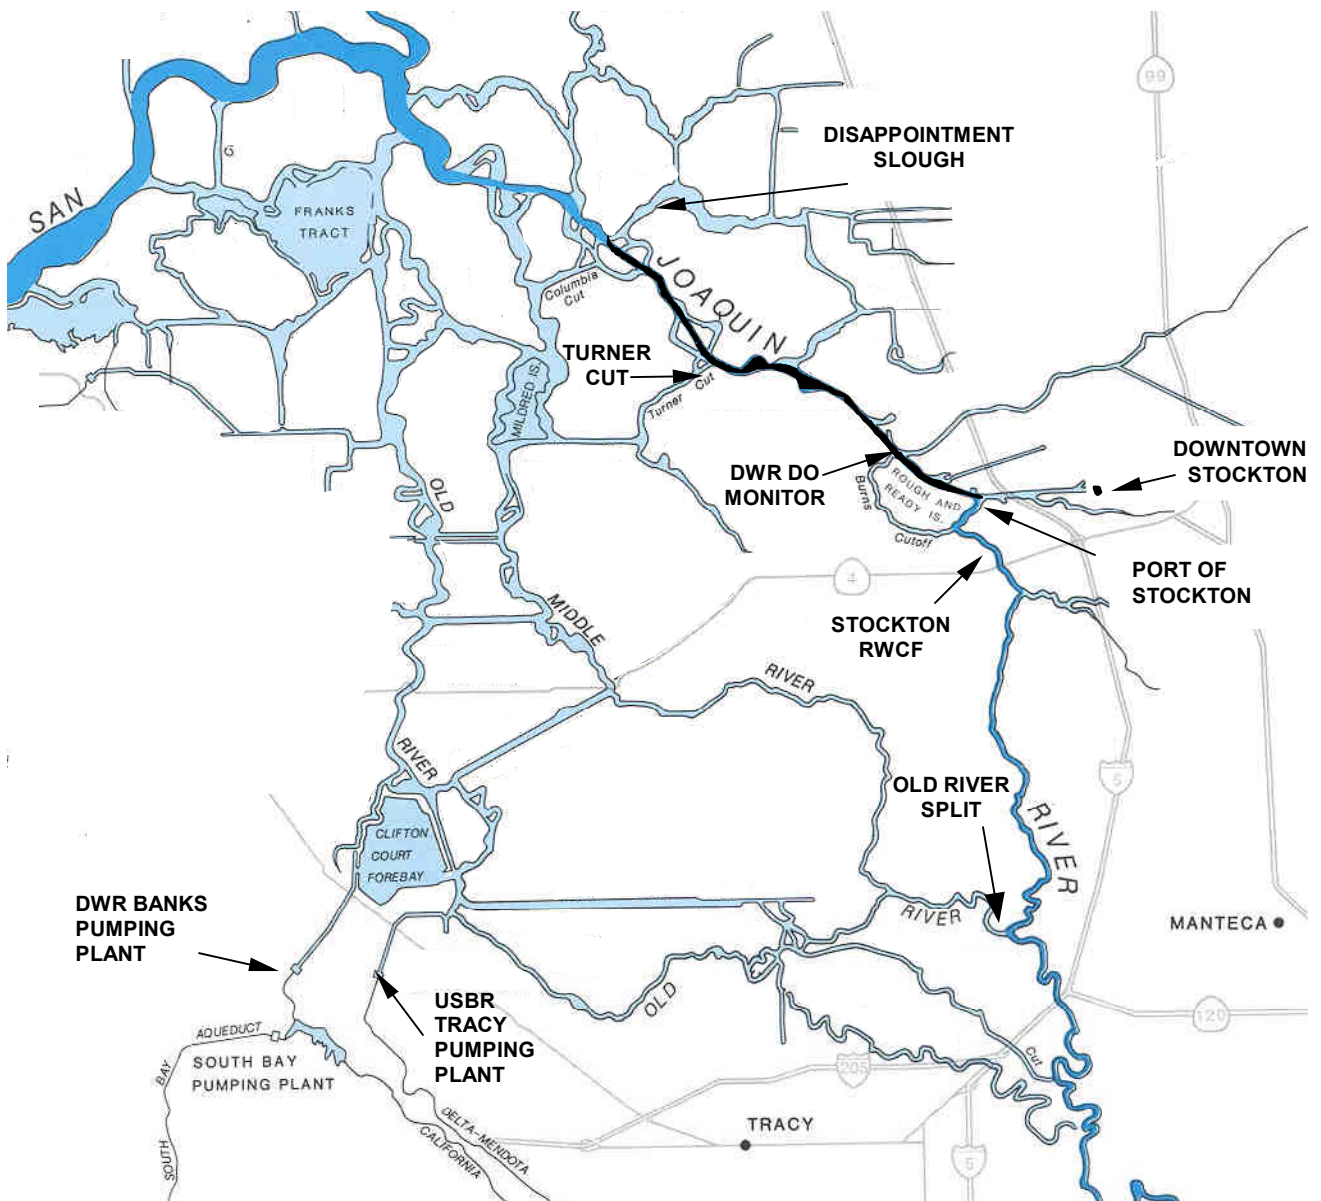 99
DISAPPOINTMENT
SLOUGH
SAN
FRANKS
TRACT
JOAQUIN
Columbia
Cut
TURNER
CUT
Turner Cut
MILDRED IS.
DWR DO
MONITOR
DOWNTOWN
STOCKTON
ROUGH AND
READY IS.
Burns
Cutoff
OLD
4
PORT OF
STOCKTON
MIDDLE
STOCKTON
RWCF
RIVER
RIVER
5
OLD RIVER
SPLIT
RIVER
CLIFTON
COURT
FOREBAY
DWR BANKS
PUMPING
PLANT
RIVER
MANTECA
OLD
USBR
TRACY
PUMPING
PLANT
120
AQUEDUCT
BAY
SOUTH
SOUTH BAY
PUMPING PLANT
Cut
205
DELTA-MENDOTA
CALIFORNIA
TRACY
5